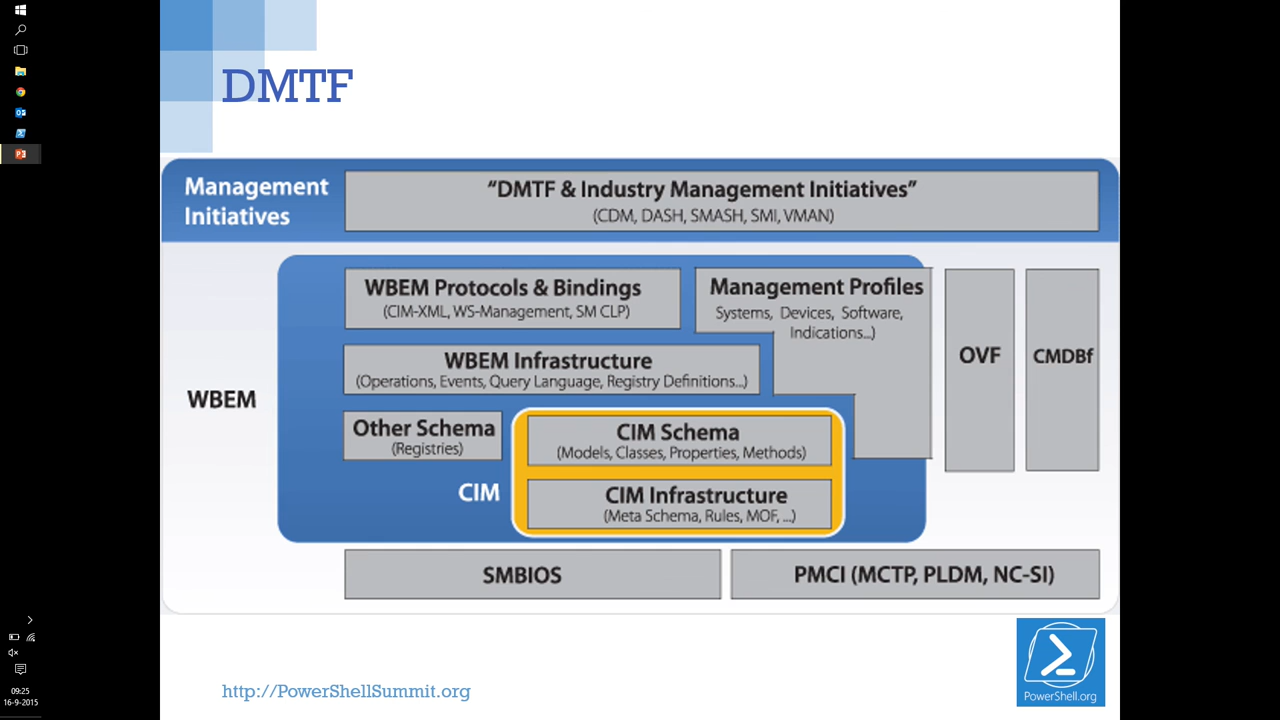 DMTF
Management
Initiatives
“DMTF & Industry Management Initiatives”
(CDM, DASH, SMASH, SMI, VMAN)
WBEM Protocols & Bindings
(CIM-XML, WS-Management, SM CLP)
Management Profiles
Systems, Devices, Software,
Indications...)
WBEM Infrastructure
(Operations, Events, Query Language, Registry Definitions...)
OVF
CMDBf
WBEM
Other Schema
(Registries)
CIM Schema
(Models, Classes, Properties, Methods)
CIM
CIM Infrastructure
(Meta Schema, Rules, MOF, ...)
SMBIOS
PMCI (MCTP, PLDM, NC-SI)
http://PowerShellSummit.org
PowerShell.org
09:25
16-9-2015